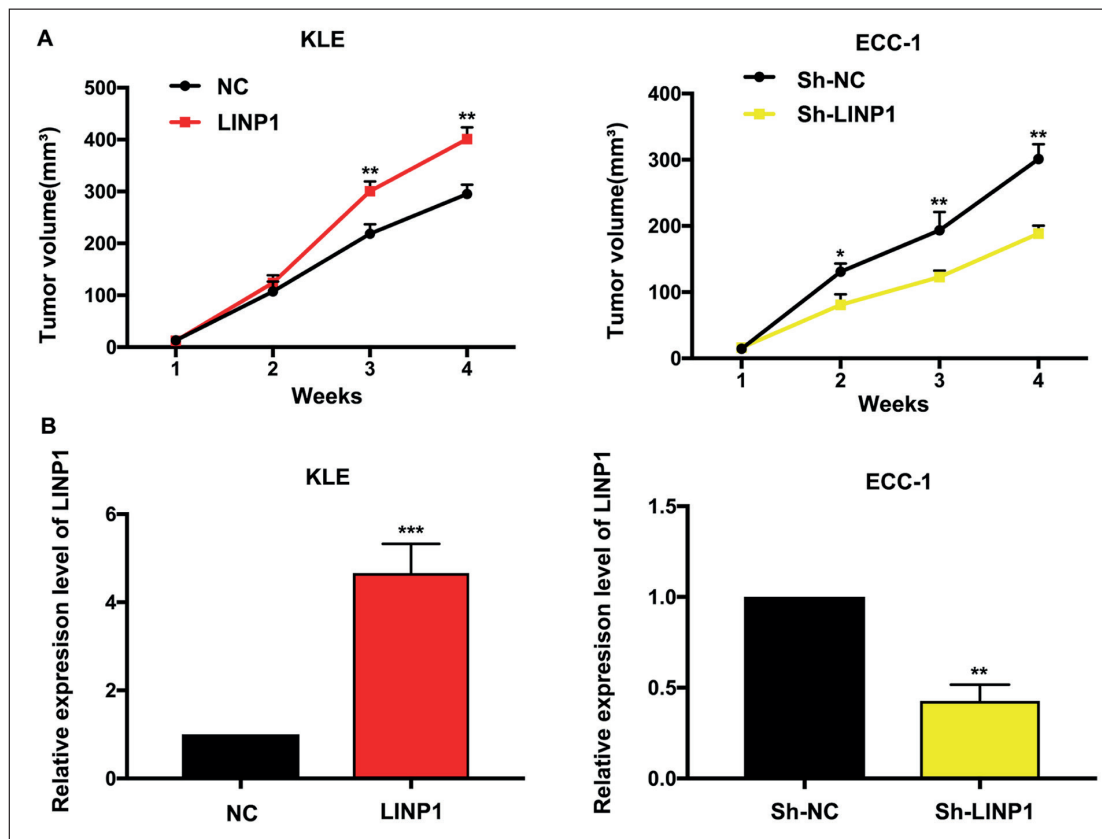 A
KLE
NC
LINP1
Tumor volume(mm³)
500
400
300
200
100
0
**
**
1 2 3 4
Weeks
ECC-1
Sh-NC
Sh-LINP1
Tumor volume(mm³)
400
300
200
100
0
*
**
**
1 2 3 4
Weeks
B
KLE
Relative expresison level of LINP1
6
4
2
0
***
NC LINP1
ECC-1
Relative expresison level of LINP1
1.5
1.0
0.5
0.0
**
Sh-NC Sh-LINP1